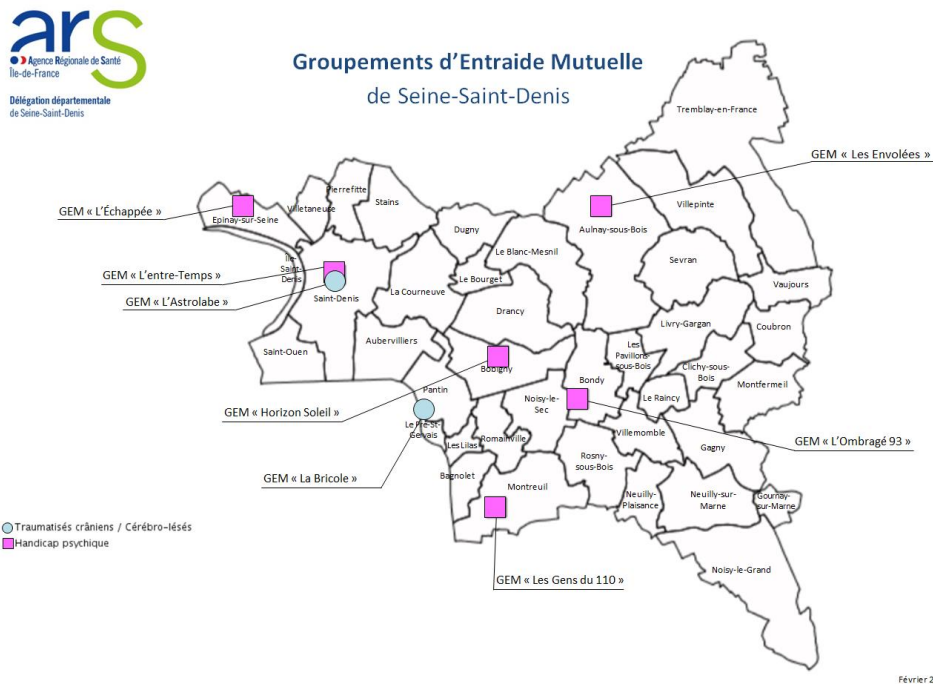 ars
Agence Régionale de Santé
Île-de-France
Délégation départementale
de Seine-Saint-Denis
Groupements d'Entraide Mutuelle
de Seine-Saint-Denis
Tremblay-en-France
GEM « Les Envolées »
Pierrefitte
Villetaneuse
Stains
Villepinte
GEM « L'Échappée »
Epinay-sur-Seine
Dugny
Aulnay-sous-Bois
Le Blanc-Mesnil
Sevran
Île-
Saint-
Denis
GEM « L'entre-Temps »
Le Bourget
Vaujours
La Courneuve
Saint-Denis
GEM « L'Astrolabe »
Drancy
Livry-Gargan
Coubron
Aubervilliers
Saint-Ouen
Les
Pavillons
-sous-Bois
Bobigny
Clichy-sous-
Bois
Bondy
Montfermeil
Pantin
Le Raincy
Noisy-le-
Sec
GEM « Horizon Soleil »
Le Pré-St-
Gervais
Villemomble
Romainville
Les Lilas
GEM « L'Ombragé 93 »
Gagny
Rosny-
sous-Bois
Bagnolet
GEM « La Bricole »
Montreuil
Neuilly-
Plaisance
Neuilly-sur-
Marne
Gournay-
sur-Marne
Traumatisés crâniens / Cérébro-lésés
Handicap psychique
Noisy-le-Grand
GEM « Les Gens du 110 »
Février 2